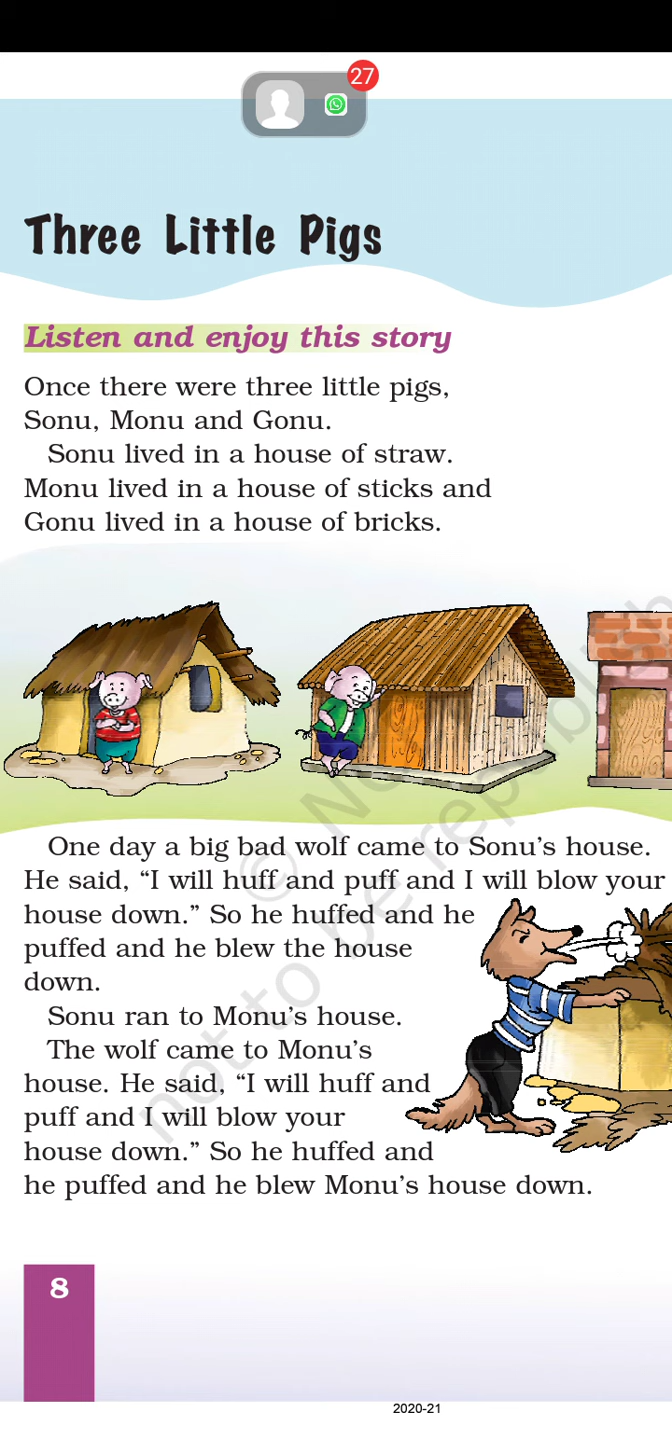 27
Three Little Pigs
Listen and enjoy this story
Once there were three little pigs,
Sonu, Monu and Gonu.
Sonu lived in a house of straw.
Monu lived in a house of sticks and
Gonu lived in a house of bricks.
One day a big bad wolf came to Sonu’s house.
He said, “I will huff and puff and I will blow your
house down.” So he huffed and he
puffed and he blew the house
down.
Sonu ran to Monu’s house.
The wolf came to Monu’s
house. He said, “I will huff and
puff and I will blow your
house down.” So he huffed and
he puffed and he blew Monu’s house down.
not to be republish
8
2020-21